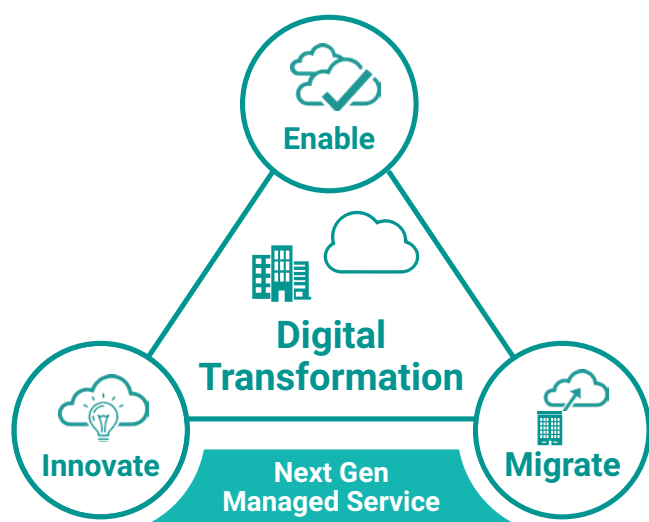 Enable
Digital
Transformation
Innovate
Migrate
Next Gen
Managed Service